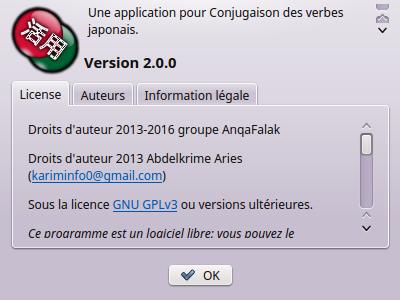 Une application pour Conjugaison des verbes
japonais.
活用
Version 2.0.0
License Auteurs Information légale
Droits d'auteur 2013-2016 groupe AnqaFalak
Droits d'auteur 2013 Abdelkrime Aries
(kariminfo0@gmail.com)
Sous la licence GNU GPLv3 ou versions ultérieures.
Ce programme est un logiciel libre: vous pouvez le
OK